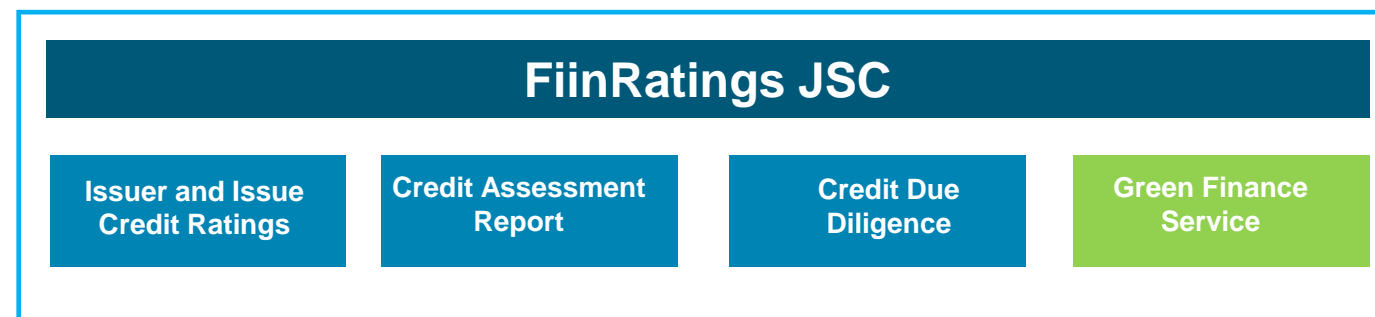 FiinRatings JSC
Issuer and Issue
Credit Ratings
Credit Assessment
Report
Credit Due
Diligence
Green Finance
Service